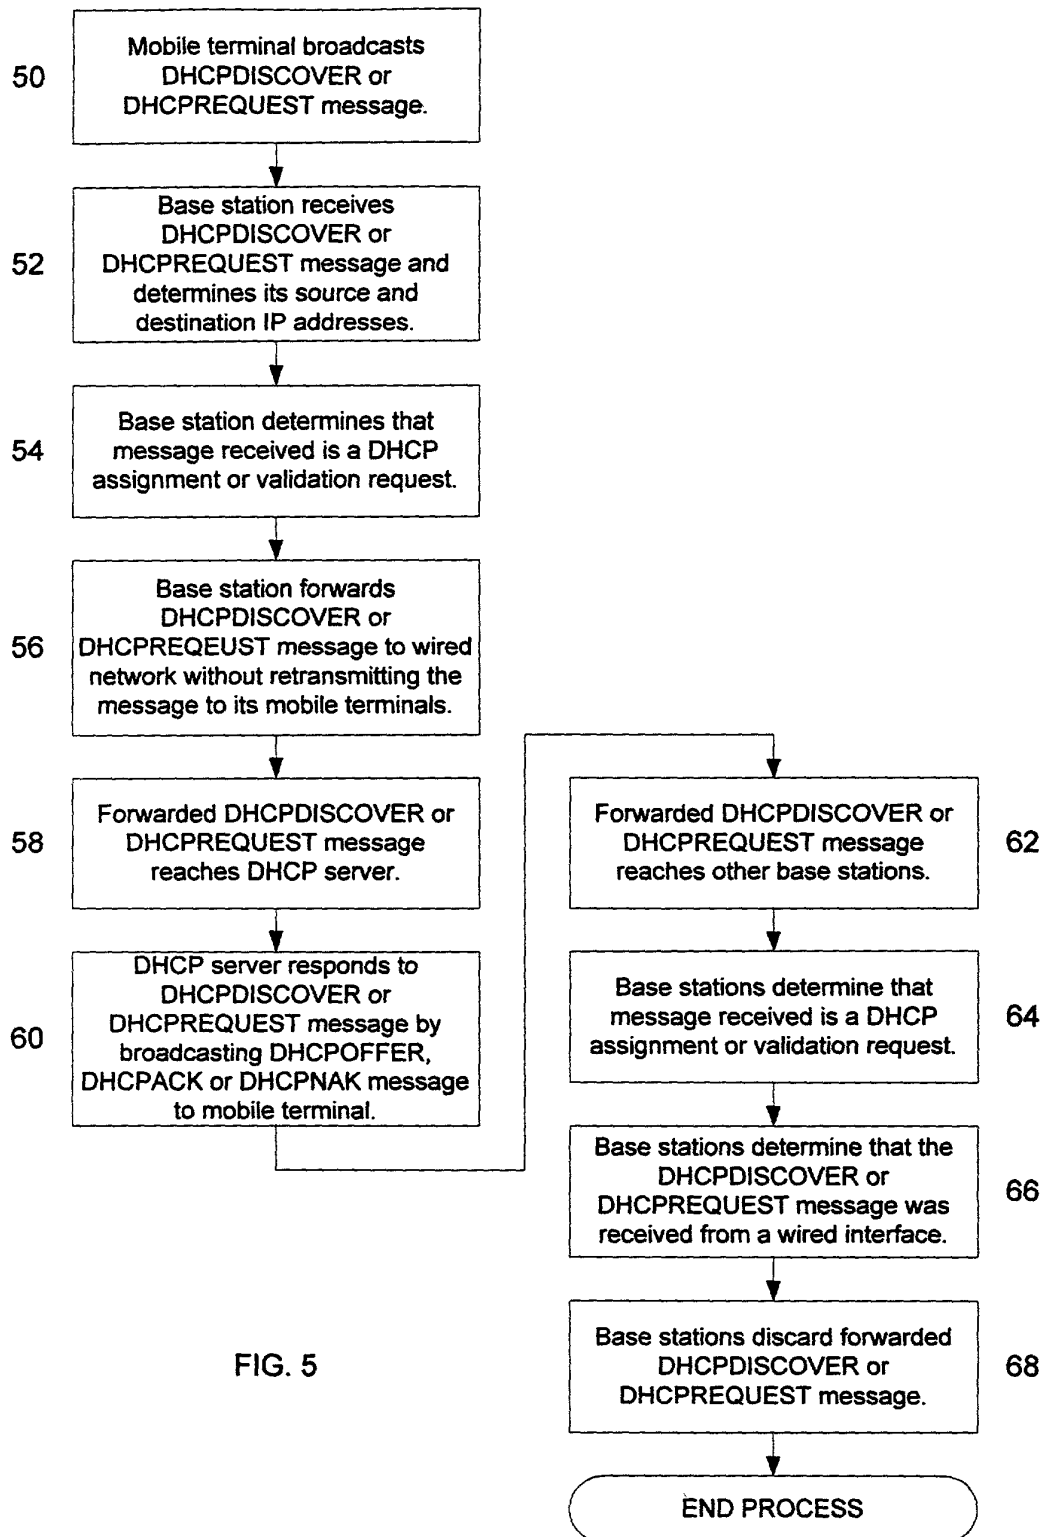 50
Mobile terminal broadcasts
DHCPDISCOVER or
DHCPREQUEST message.
52
Base station receives
DHCPDISCOVER or
DHCPREQUEST message and
determines its source and
destination IP addresses.
54
Base station determines that
message received is a DHCP
assignment or validation request.
56
Base station forwards
DHCPDISCOVER or
DHCPREQEUST message to wired
network without retransmitting the
message to its mobile terminals.
58
Forwarded DHCPDISCOVER or
DHCPREQUEST message
reaches DHCP server.
60
DHCP server responds to
DHCPDISCOVER or
DHCPREQUEST message by
broadcasting DHCPOFFER,
DHCPACK or DHCPNAK message
to mobile terminal.
Forwarded DHCPDISCOVER or
DHCPREQUEST message
reaches other base stations.
62
Base stations determine that
message received is a DHCP
assignment or validation request.
64
Base stations determine that the
DHCPDISCOVER or
DHCPREQUEST message was
received from a wired interface.
66
Base stations discard forwarded
DHCPDISCOVER or
DHCPREQUEST message.
68
END PROCESS
FIG. 5